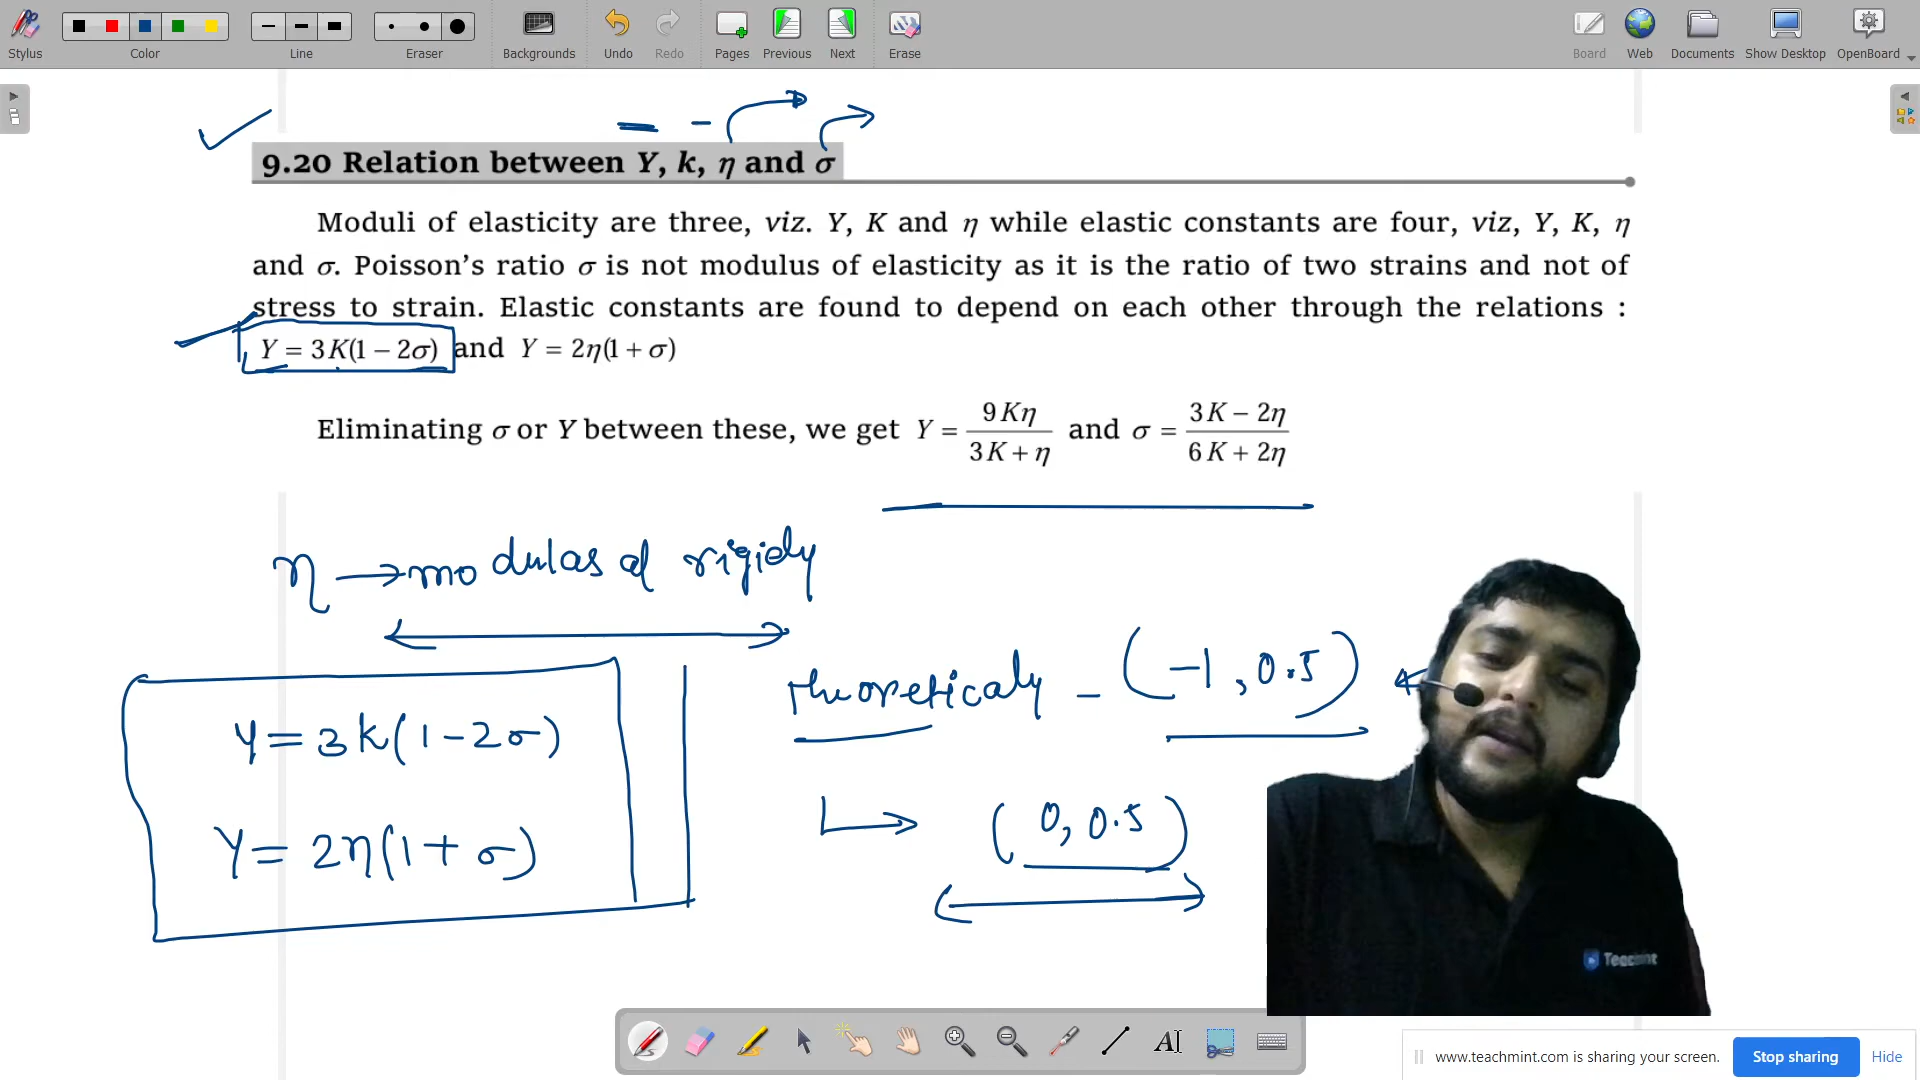 Stylus Color Line Eraser Backgrounds Undo Redo Pages Previous Next Erase Board Web Documents Show Desktop OpenBoard
9.20 Relation between Y, k, η and σ
Moduli of elasticity are three, viz. Y, K and η while elastic constants are four, viz, Y, K, η
and σ. Poisson's ratio σ is not modulus of elasticity as it is the ratio of two strains and not of
stress to strain. Elastic constants are found to depend on each other through the relations :
Y = 3K(1 − 2σ) and Y = 2η(1 + σ)
Eliminating σ or Y between these, we get Y = 9Kη / 3K + η and σ = 3K − 2η / 6K + 2η
η → modulas of rigidy
theoreticaly - (-1, 0.5)
Y = 3k(1-2σ)
(0, 0.5)
Y = 2η(1+σ)
Teachmint
www.teachmint.com is sharing your screen. Stop sharing Hide